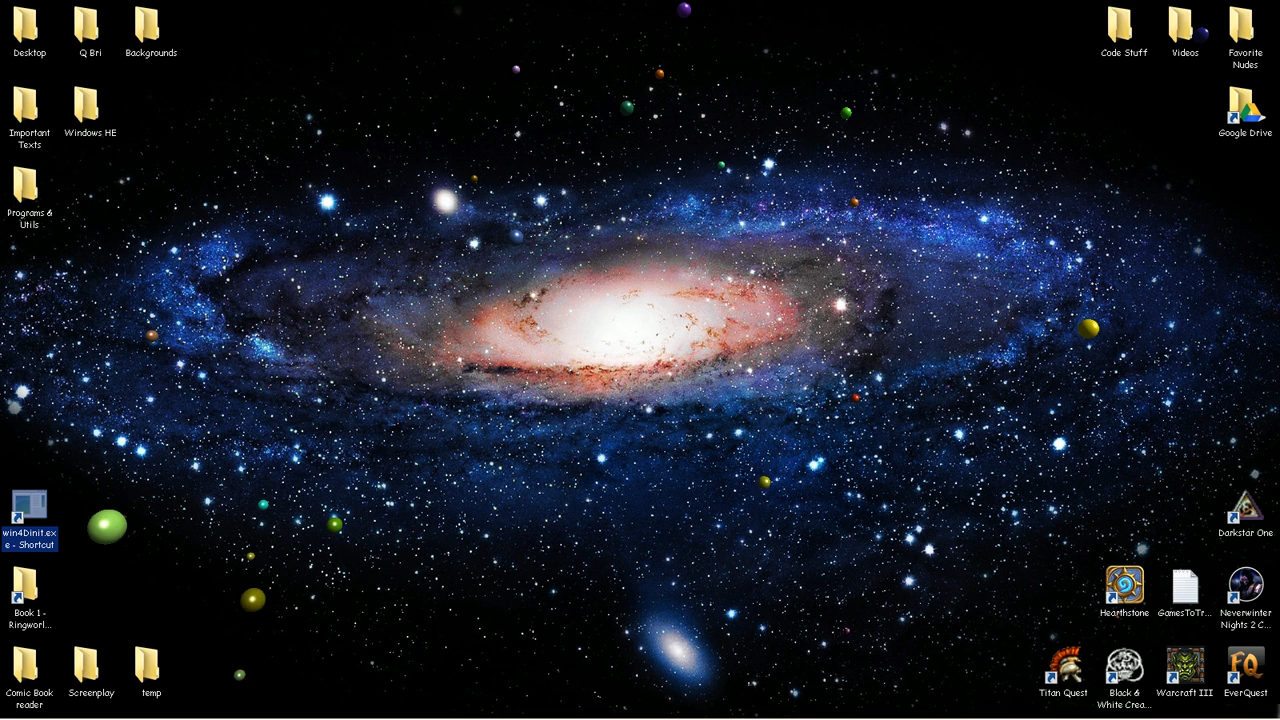 Desktop
Q Bri
Backgrounds
Code Stuff
Videos
Favorite
Nudes
Important
Texts
Windows HE
Google Drive
Programs &
Utils
win4Dinit.ex
e - Shortcut
Darkstar One
Book 1 -
Ringworl...
Hearthstone
GamesToTr...
Neverwinter
Nights 2 C...
Comic Book
reader
Screenplay
temp
Titan Quest
Black &
White Crea...
Warcraft III
FQ
EverQuest